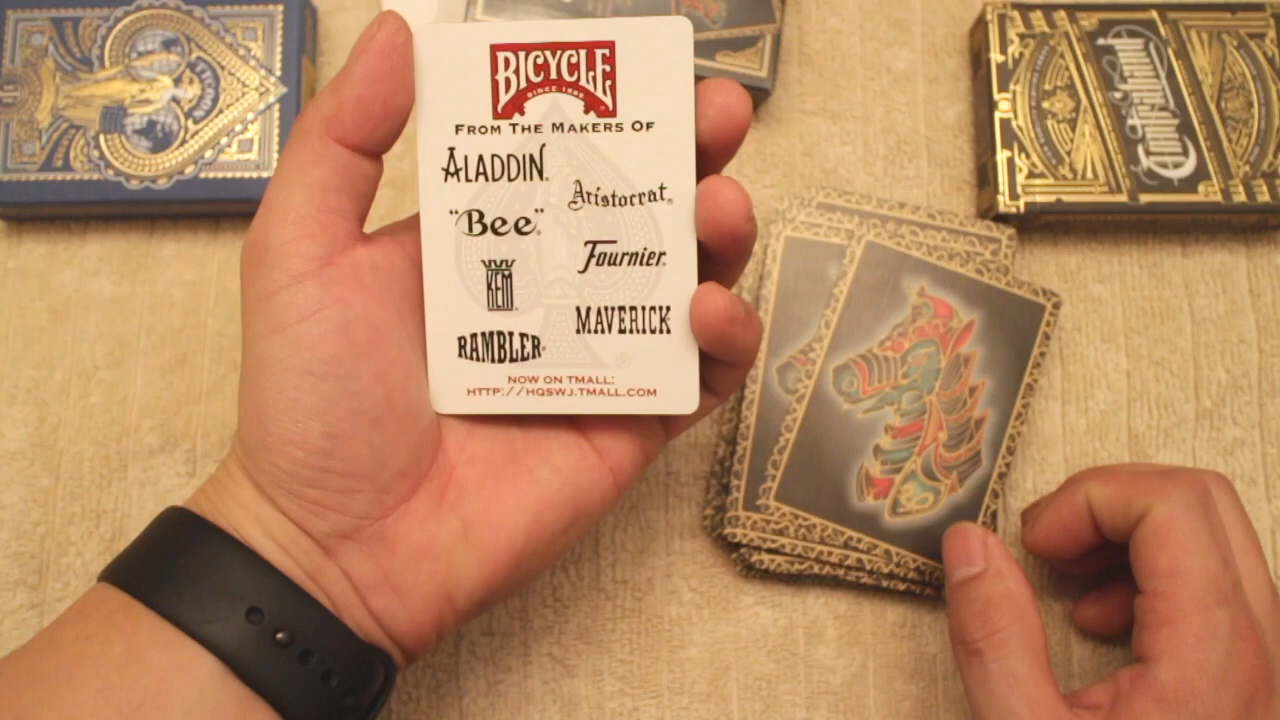 BICYCLE
SINCE 1885
FROM THE MAKERS OF
ALADDIN
Aristocrat
"Bee"
Fournier
KEM
MAVERICK
RAMBLER
NOW ON TMALL:
HTTP://HQSWJ.TMALL.COM